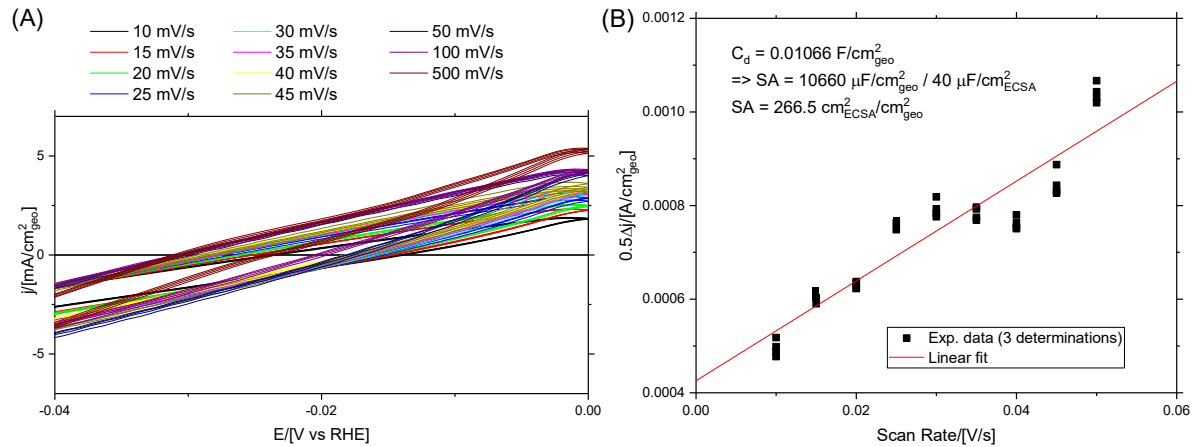 (A)
10 mV/s 30 mV/s 50 mV/s
15 mV/s 35 mV/s 100 mV/s
20 mV/s 40 mV/s 500 mV/s
25 mV/s 45 mV/s
5
0
-5
j/[mA/cm²geo.]
-0.04 -0.02 0.00
E/[V vs RHE]
(B)
Cd = 0.01066 F/cm²geo
=> SA = 10660 μF/cm²geo / 40 μF/cm²ECSA
SA = 266.5 cm²ECSA/cm²geo
0.0012
0.0010
0.0008
0.0006
0.0004
0.5Δj/[A/cm²geo]
Exp. data (3 determinations)
Linear fit
0.00 0.02 0.04 0.06
Scan Rate/[V/s]